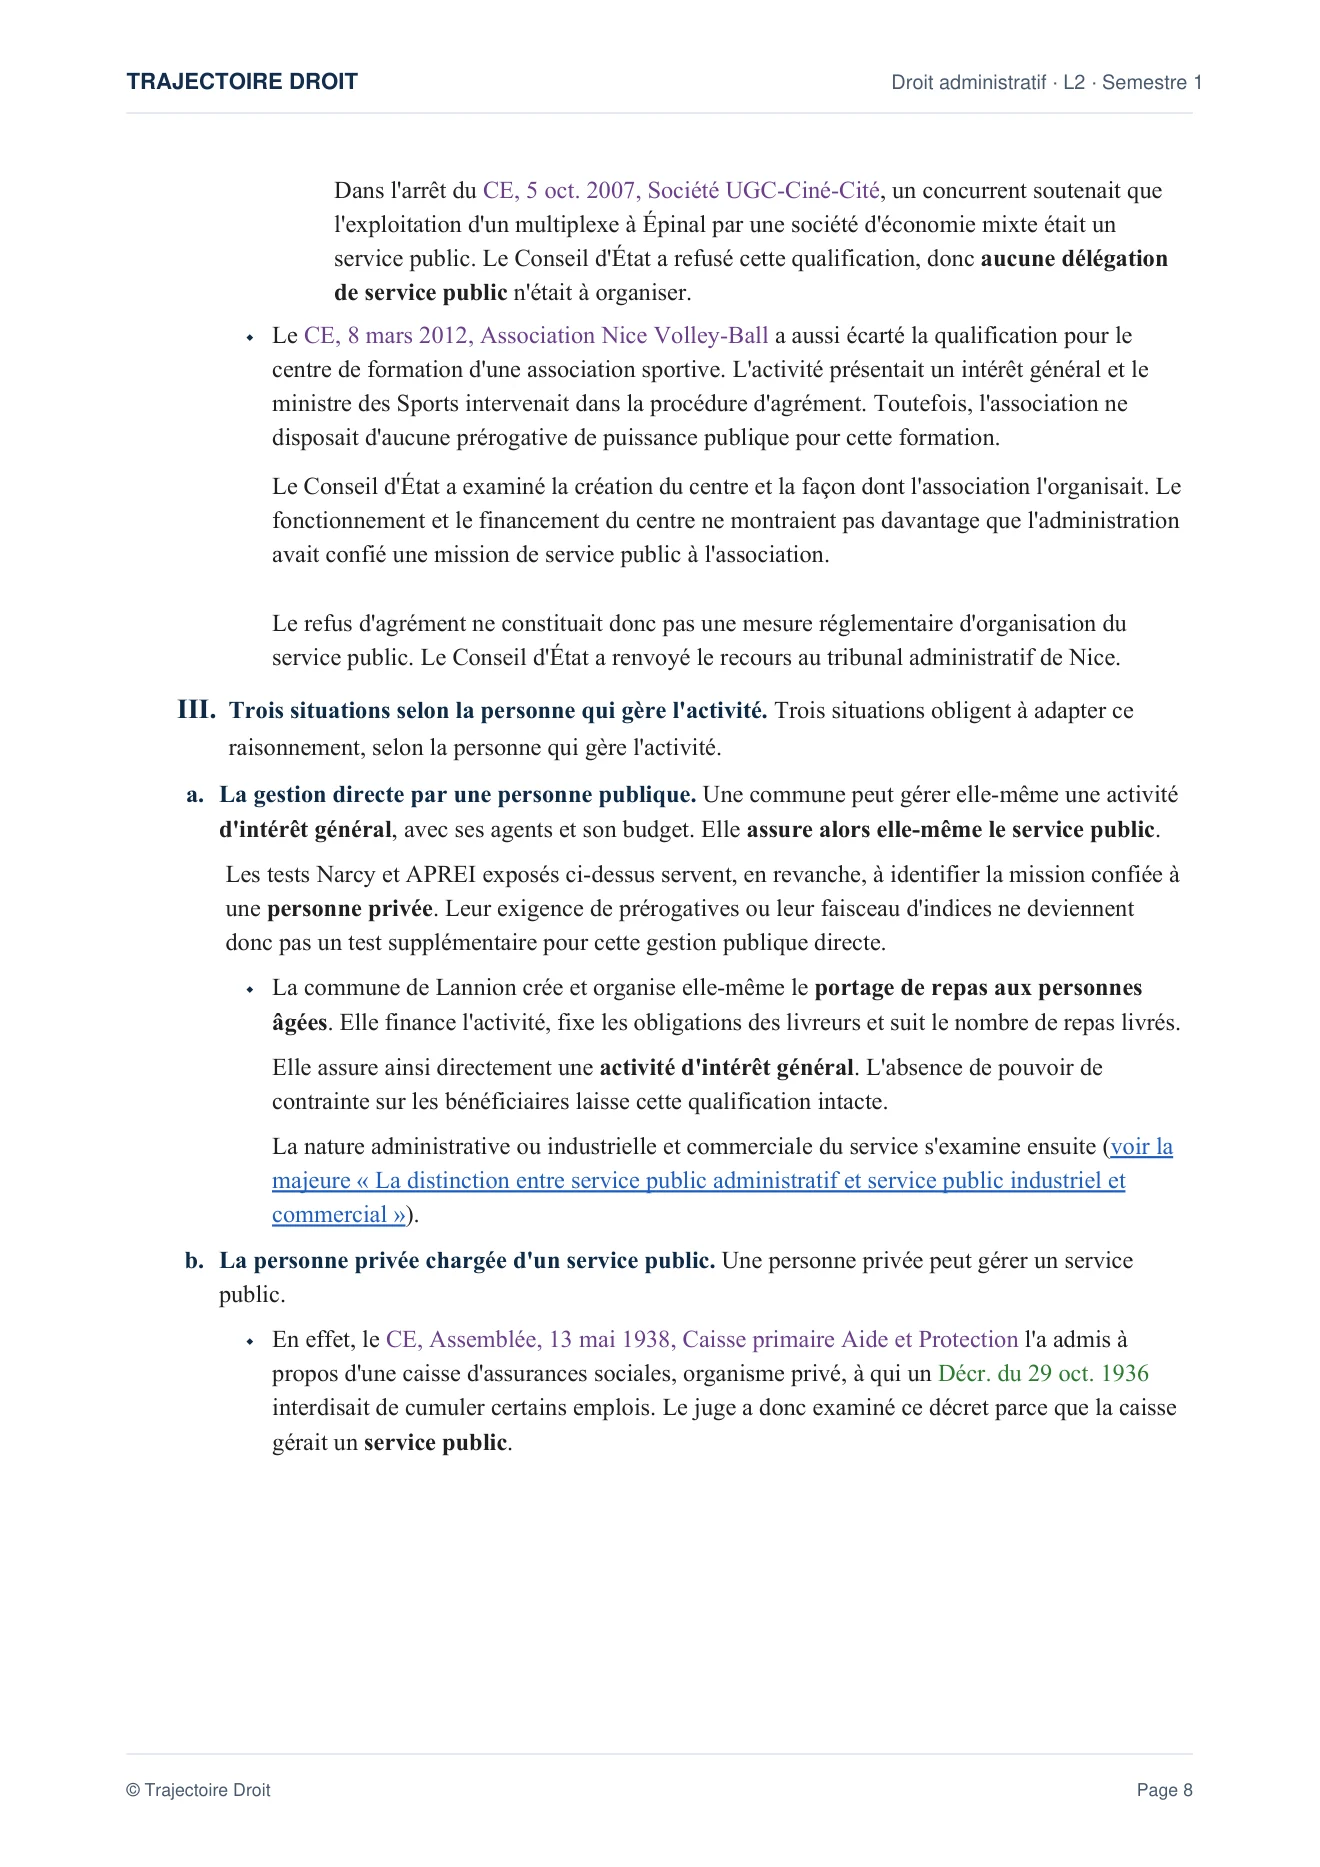 TRAJECTOIRE DROIT
Droit administratif · L2 · Semestre 1
Dans l'arrêt du CE, 5 oct. 2007, Société UGC-Ciné-Cité, un concurrent soutenait que
l'exploitation d'un multiplexe à Épinal par une société d'économie mixte était un
service public. Le Conseil d'État a refusé cette qualification, donc aucune délégation
de service public n'était à organiser.
⬩ Le CE, 8 mars 2012, Association Nice Volley-Ball a aussi écarté la qualification pour le
centre de formation d'une association sportive. L'activité présentait un intérêt général et le
ministre des Sports intervenait dans la procédure d'agrément. Toutefois, l'association ne
disposait d'aucune prérogative de puissance publique pour cette formation.
Le Conseil d'État a examiné la création du centre et la façon dont l'association l'organisait. Le
fonctionnement et le financement du centre ne montraient pas davantage que l'administration
avait confié une mission de service public à l'association.
Le refus d'agrément ne constituait donc pas une mesure réglementaire d'organisation du
service public. Le Conseil d'État a renvoyé le recours au tribunal administratif de Nice.
III. Trois situations selon la personne qui gère l'activité. Trois situations obligent à adapter ce
raisonnement, selon la personne qui gère l'activité.
a. La gestion directe par une personne publique. Une commune peut gérer elle-même une activité
d'intérêt général, avec ses agents et son budget. Elle assure alors elle-même le service public.
Les tests Narcy et APREI exposés ci-dessus servent, en revanche, à identifier la mission confiée à
une personne privée. Leur exigence de prérogatives ou leur faisceau d'indices ne deviennent
donc pas un test supplémentaire pour cette gestion publique directe.
⬩ La commune de Lannion crée et organise elle-même le portage de repas aux personnes
âgées. Elle finance l'activité, fixe les obligations des livreurs et suit le nombre de repas livrés.
Elle assure ainsi directement une activité d'intérêt général. L'absence de pouvoir de
contrainte sur les bénéficiaires laisse cette qualification intacte.
La nature administrative ou industrielle et commerciale du service s'examine ensuite (voir la
majeure « La distinction entre service public administratif et service public industriel et
commercial »).
b. La personne privée chargée d'un service public. Une personne privée peut gérer un service
public.
⬩ En effet, le CE, Assemblée, 13 mai 1938, Caisse primaire Aide et Protection l'a admis à
propos d'une caisse d'assurances sociales, organisme privé, à qui un Décr. du 29 oct. 1936
interdisait de cumuler certains emplois. Le juge a donc examiné ce décret parce que la caisse
gérait un service public.
© Trajectoire Droit
Page 8